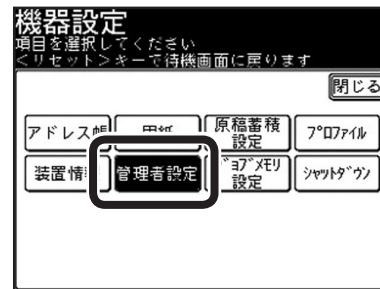 機器設定
項目を選択してください
<リセット>キーで待機画面に戻ります
閉じる
アドレス帳 用紙 原稿蓄積
設定 プロファイル
装置情 管理者設定 ジョブメモリ
設定 シャットダウン